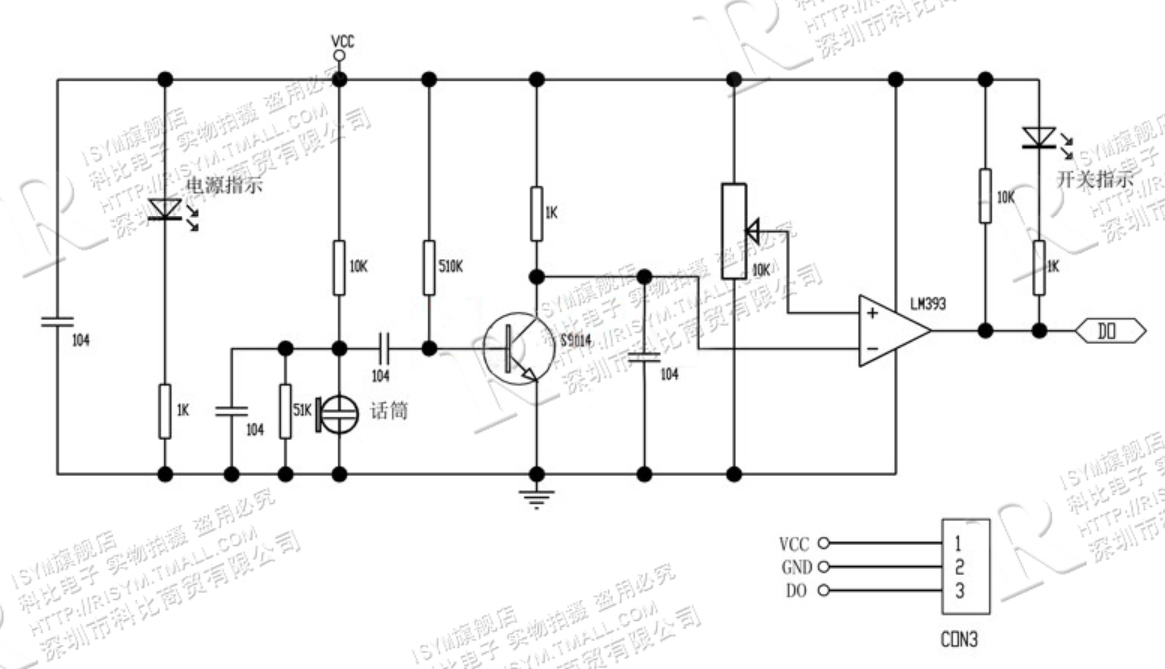 VCC
电源指示
104
1K
104
51K
10K
104
话筒
510K
1K
S9014
104
10K
LM393
+
−
10K
开关指示
1K
DO
VCC
GND
DO
1
2
3
CON3
R
ISYM旗舰店
科比电子 实物拍摄 盗用必究
HTTP://RISYM.TMALL.COM
深圳市科比商贸有限公司
R
HTTP://RI
深圳市科比
R
ISYM旗舰店
科比电子 实物拍摄 盗用必究
HTTP://RISYM.TMALL.COM
深圳市科比商贸有限公司
R
ISYM旗舰店
科比电子
HTTP://RI
深圳市
ISYM旗舰店
科比电子 实物拍摄 盗用必究
HTTP://RISYM.TMALL.COM
深圳市科比商贸有限公司
ISYM旗舰店
科比电子 实物拍摄 盗用必究
HTTP://RISYM.TMALL.COM
商贸有限公司
R
ISYM旗舰店
科比电子
HTTP://RIS
深圳市科